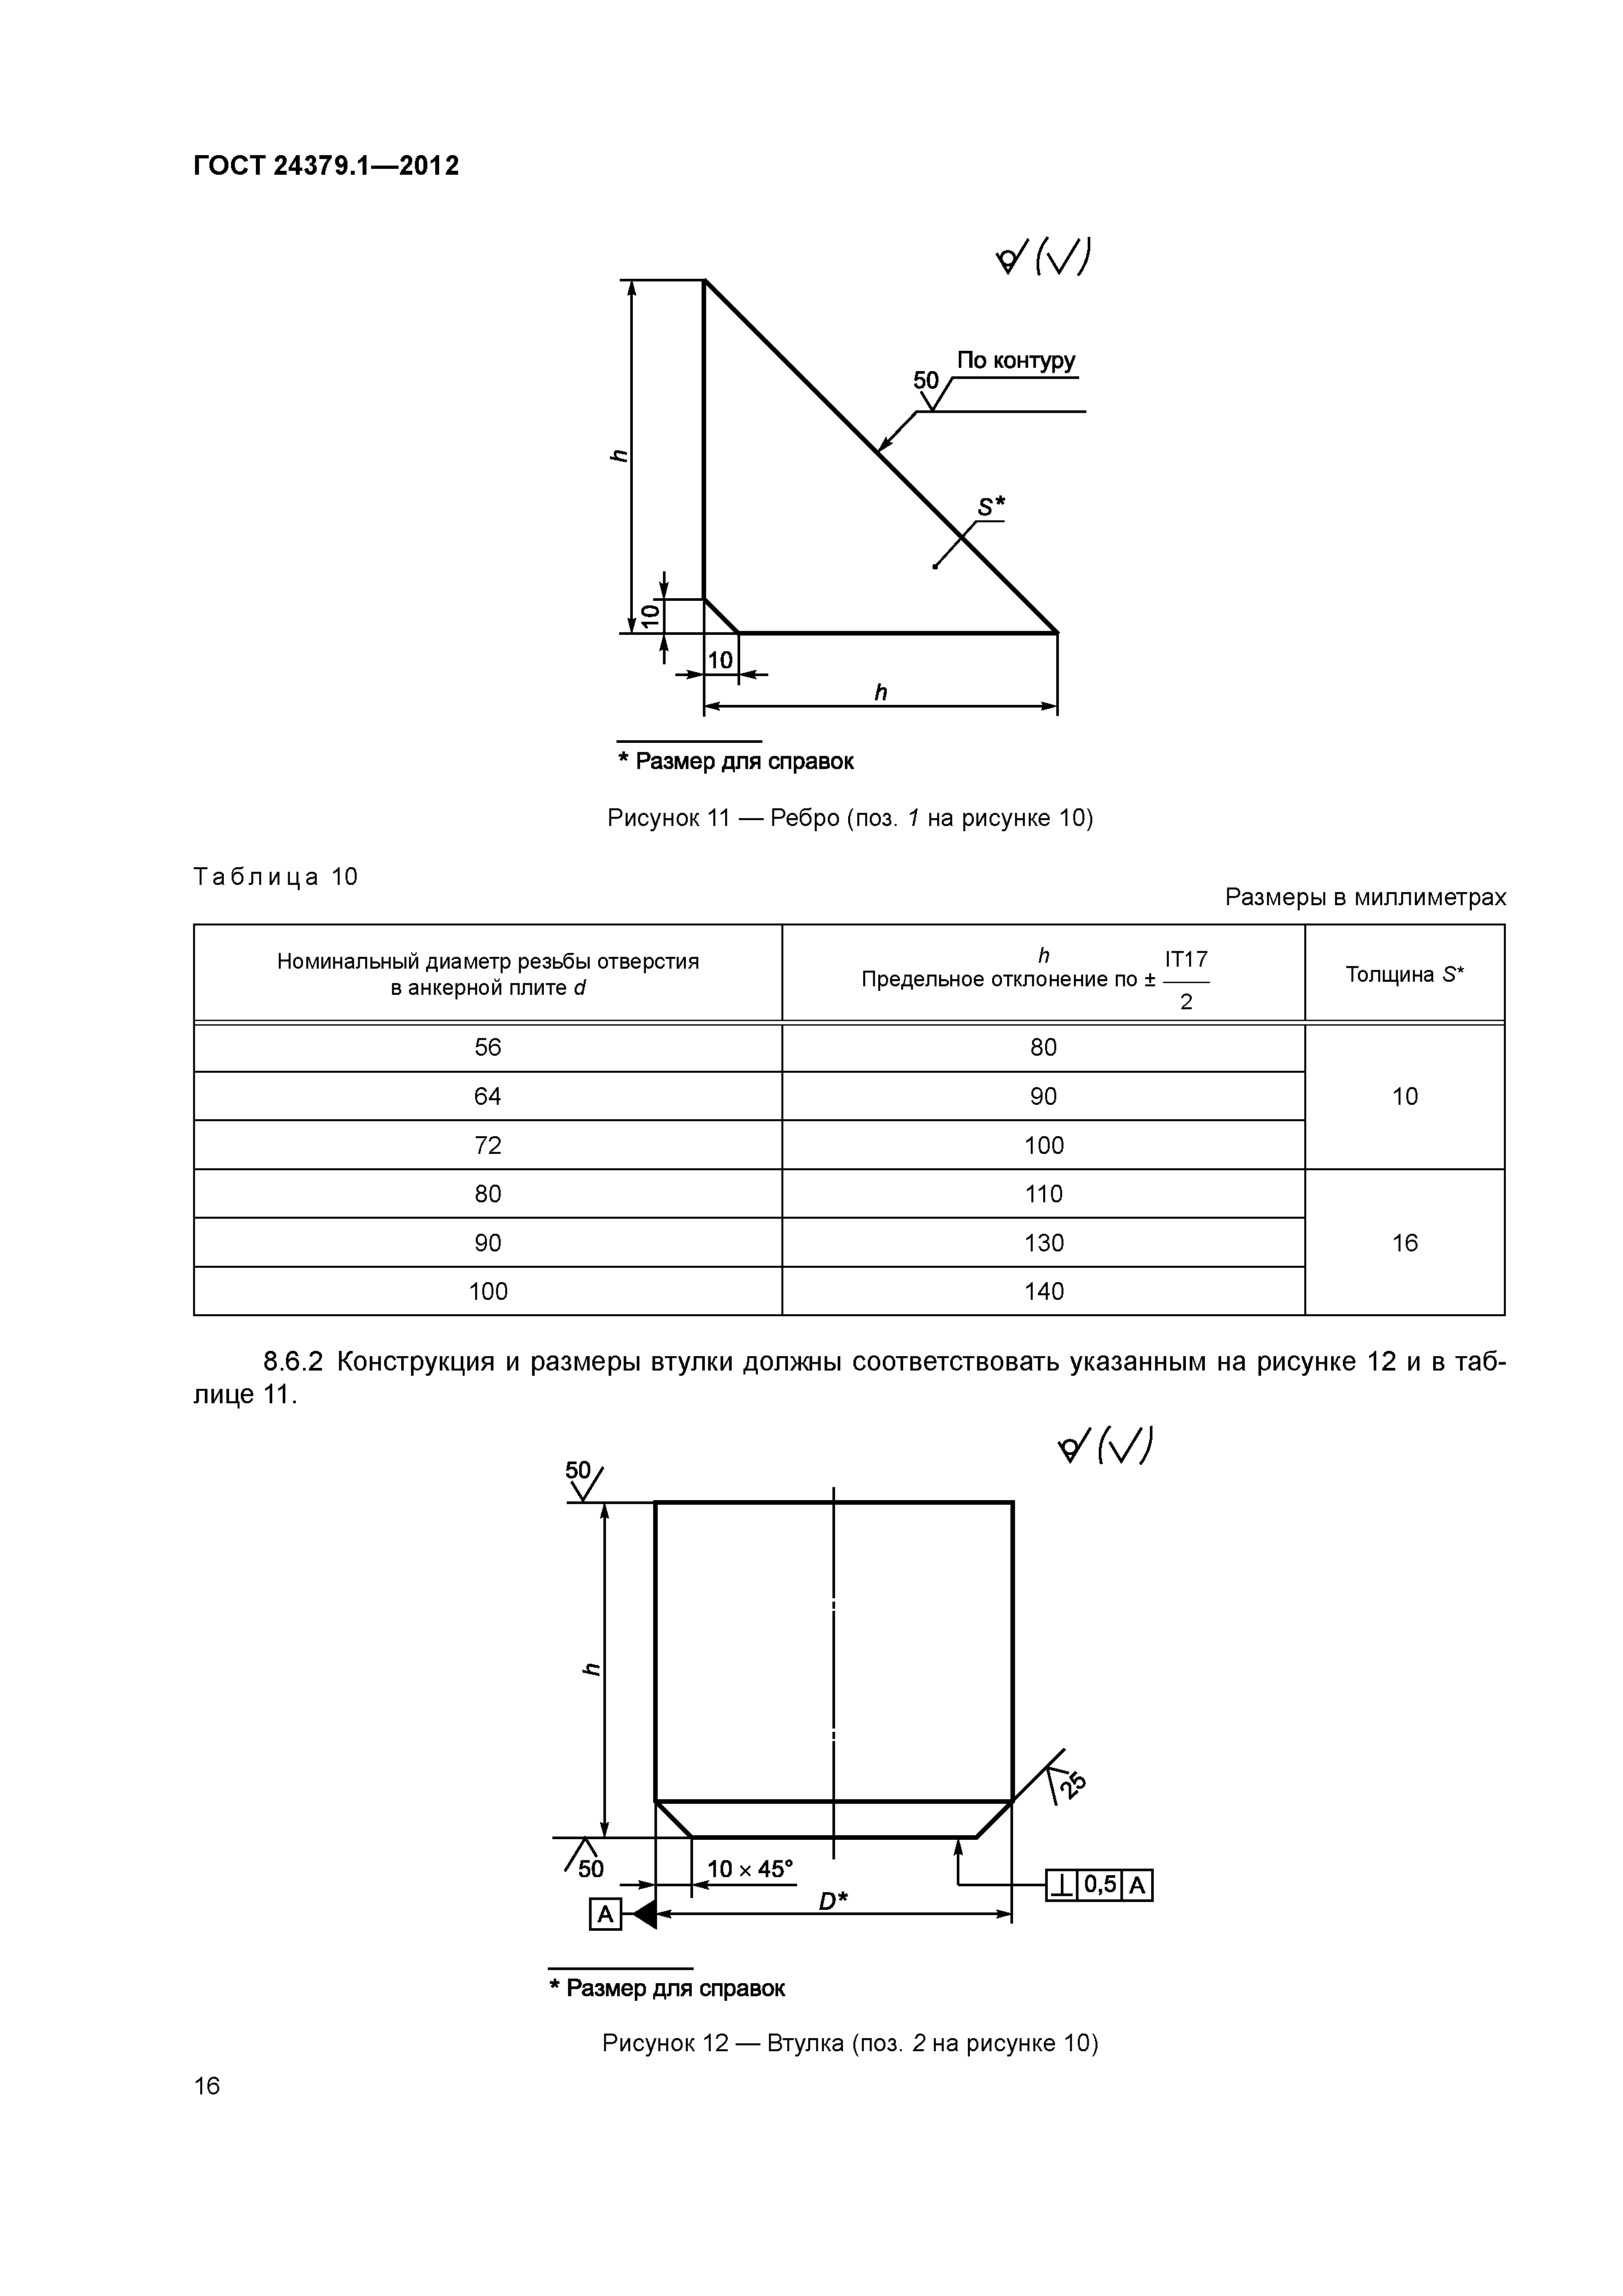 ГОСТ 24379.1—2012
(√)
По контуру
50
h
S*
10
10
h
* Размер для справок
Рисунок 11 — Ребро (поз. 1 на рисунке 10)
Таблица 10
Размеры в миллиметрах
Номинальный диаметр резьбы отверстия
в анкерной плите d
h
Предельное отклонение по ± IT17
2
Толщина S*
56 80
64 90 10
72 100
80 110
90 130 16
100 140
8.6.2 Конструкция и размеры втулки должны соответствовать указанным на рисунке 12 и в таб-
лице 11.
(√)
50
h
25
50
10 × 45°
⊥ 0,5 А
D*
А
* Размер для справок
Рисунок 12 — Втулка (поз. 2 на рисунке 10)
16